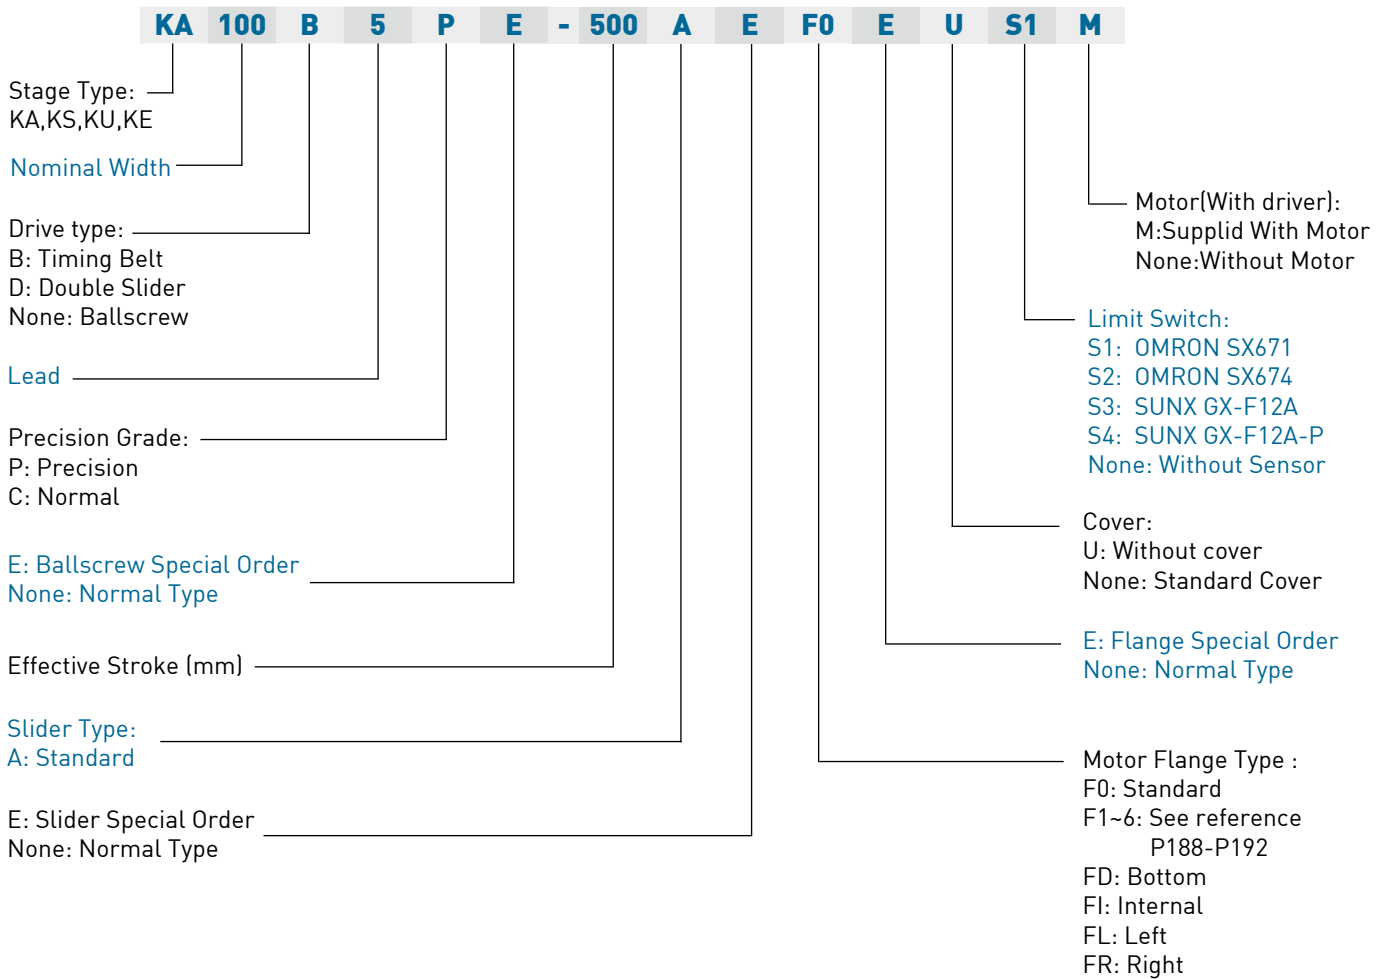 KA 100 B 5 P E - 500 A E F0 E U S1 M
Stage Type:
KA,KS,KU,KE
Nominal Width
Drive type:
B: Timing Belt
D: Double Slider
None: Ballscrew
Lead
Precision Grade:
P: Precision
C: Normal
E: Ballscrew Special Order
None: Normal Type
Effective Stroke (mm)
Slider Type:
A: Standard
E: Slider Special Order
None: Normal Type
Motor(With driver):
M:Supplid With Motor
None:Without Motor
Limit Switch:
S1: OMRON SX671
S2: OMRON SX674
S3: SUNX GX-F12A
S4: SUNX GX-F12A-P
None: Without Sensor
Cover:
U: Without cover
None: Standard Cover
E: Flange Special Order
None: Normal Type
Motor Flange Type :
F0: Standard
F1~6: See reference
P188-P192
FD: Bottom
FI: Internal
FL: Left
FR: Right